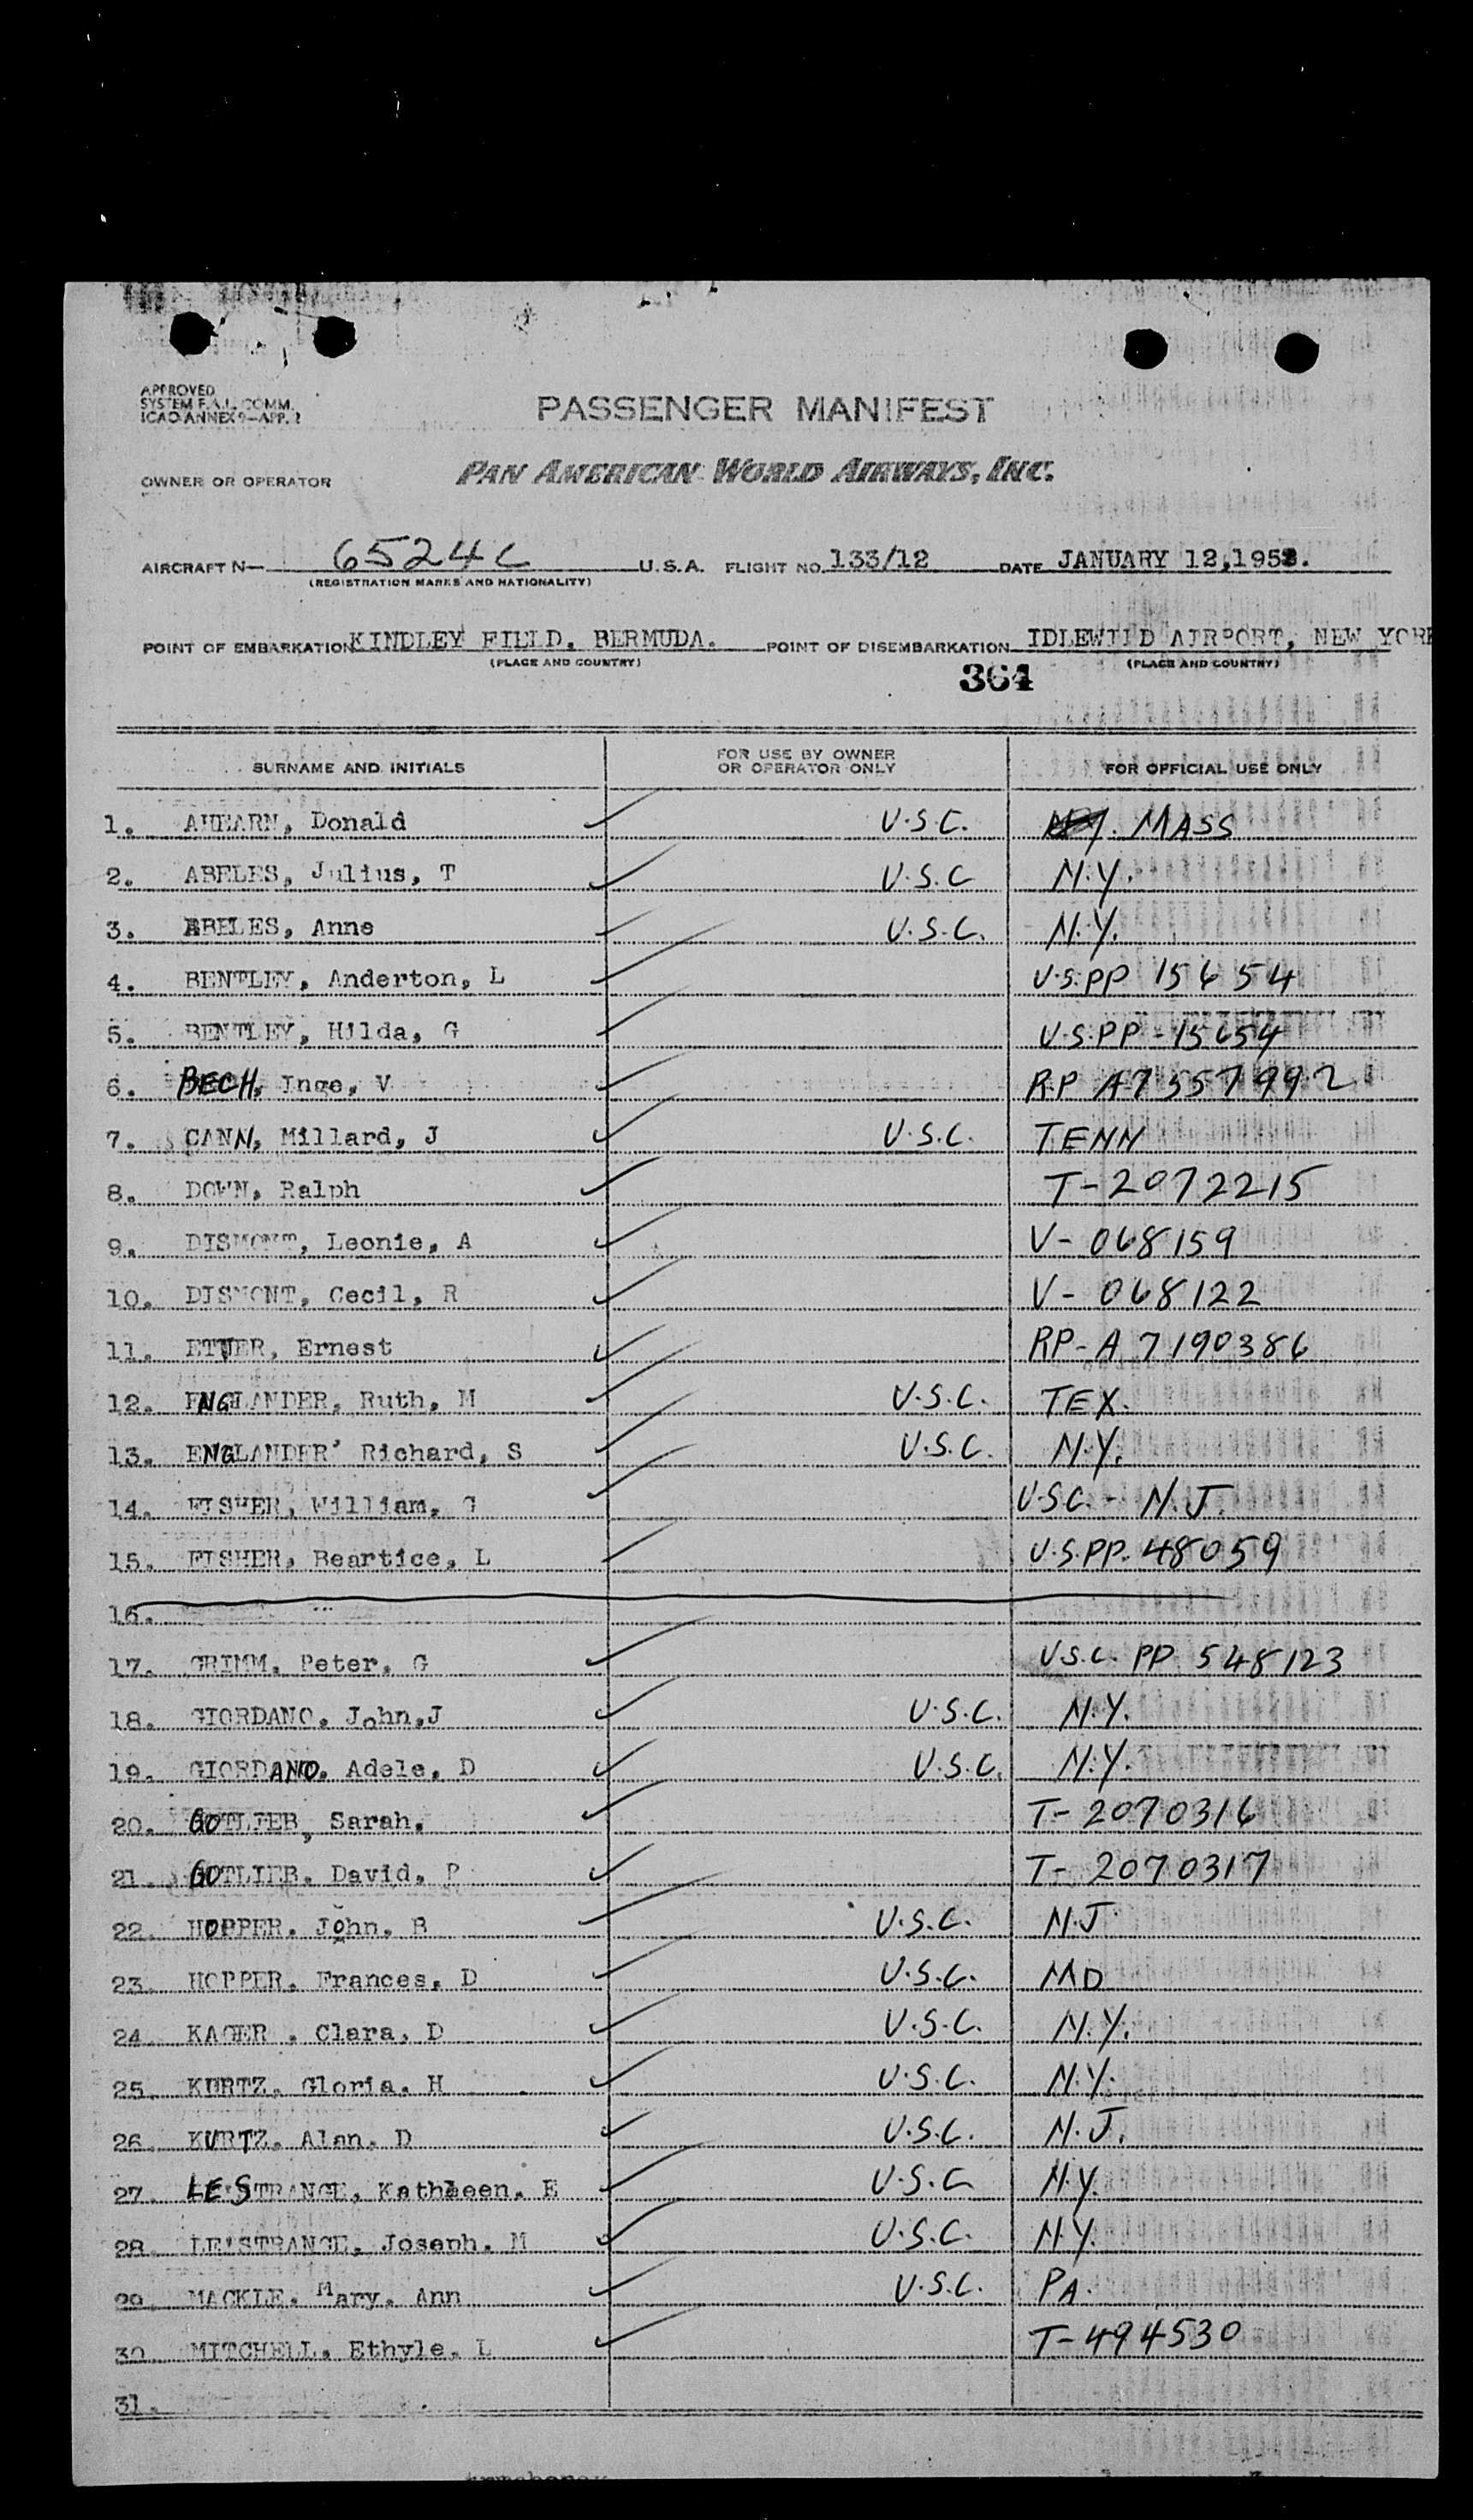 APPROVED
SYSTEM F.A.L. COMM.
ICAO ANNEX 9—APP. 2
PASSENGER MANIFEST
OWNER OR OPERATOR PAN AMERICAN WORLD AIRWAYS, INC.
AIRCRAFT N— 6524C U.S.A. FLIGHT NO. 133/12 DATE JANUARY 12,1953.
(REGISTRATION MARKS AND NATIONALITY)
POINT OF EMBARKATION KINDLEY FIELD. BERMUDA. POINT OF DISEMBARKATION IDLEWILD AIRPORT, NEW YORK
(PLACE AND COUNTRY) (PLACE AND COUNTRY)
364
SURNAME AND INITIALS FOR USE BY OWNER OR OPERATOR ONLY FOR OFFICIAL USE ONLY
1. AHEARN, Donald U.S.C. MASS
2. ABELES, Julius, T U.S.C N.Y.
3. ABELES, Anne U.S.C. N.Y.
4. BENTLEY, Anderton, L U.S.PP 15654
5. BENTLEY, Hilda, G U.S.PP-15654
6. BECH, Inge, V R.P A7357992
7. CANN, Millard, J U.S.C. TENN
8. DOWN, Ralph T-2072215
9. DISMONT, Leonie, A V-068159
10. DISMONT, Cecil, R V-068122
11. ETTER, Ernest RP-A 7190386
12. ENGLANDER, Ruth, M U.S.C. TEX.
13. ENGLANDER' Richard, S U.S.C. N.Y.
14. FISHER, William, G U.S.C.- N.J.
15. FISHER, Beartice, L U.S.PP. 48059
16.
17. GRIMM, Peter, G U.S.C. PP 548123
18. GIORDANO, John,J U.S.C. N.Y.
19. GIORDANO, Adele, D U.S.C. N.Y.
20. GOTLIEB, Sarah, T-2070316
21. GOTLIEB, David, P T-2070317
22. HOPPER, John, B U.S.C. N.J
23. HOPPER, Frances, D U.S.C. MD
24. KAGER , Clara, D U.S.C. N.Y.
25. KURTZ, Gloria, H U.S.C. N.Y.
26. KURTZ, Alan, D U.S.C. N.J.
27. LESTRANGE, Kathleen, E U.S.C N.Y.
28. LE'STRANGE, Joseph, M U.S.C. N.Y.
29. MACKLE, Mary, Ann U.S.C. PA.
30. MITCHELL, Ethyle, L T-494530
31.